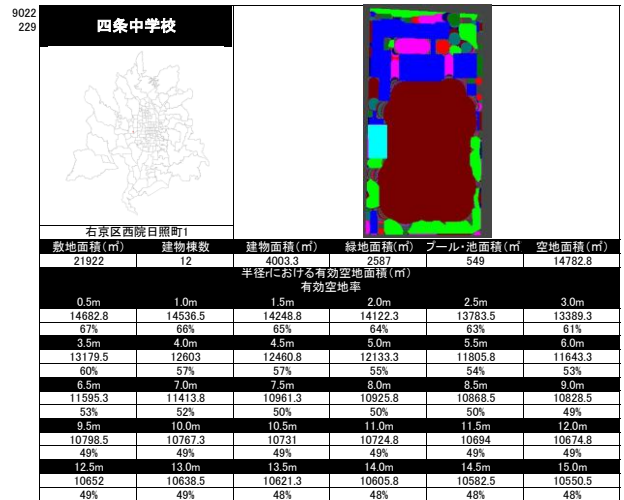 9022
229
四条中学校
右京区西院日照町1
敷地面積(㎡) 建物棟数 建物面積(㎡) 緑地面積(㎡) プール・池面積(㎡ 空地面積(㎡)
21922 12 4003.3 2587 549 14782.8
半径rにおける有効空地面積(㎡)
有効空地率
0.5m 1.0m 1.5m 2.0m 2.5m 3.0m
14682.8 14536.5 14248.8 14122.3 13783.5 13389.3
67% 66% 65% 64% 63% 61%
3.5m 4.0m 4.5m 5.0m 5.5m 6.0m
13179.5 12603 12460.8 12133.3 11805.8 11643.3
60% 57% 57% 55% 54% 53%
6.5m 7.0m 7.5m 8.0m 8.5m 9.0m
11595.3 11413.8 10961.3 10925.8 10868.5 10828.5
53% 52% 50% 50% 50% 49%
9.5m 10.0m 10.5m 11.0m 11.5m 12.0m
10798.5 10767.3 10731 10724.8 10694 10674.8
49% 49% 49% 49% 49% 49%
12.5m 13.0m 13.5m 14.0m 14.5m 15.0m
10652 10638.5 10621.3 10605.8 10582.5 10550.5
49% 49% 48% 48% 48% 48%